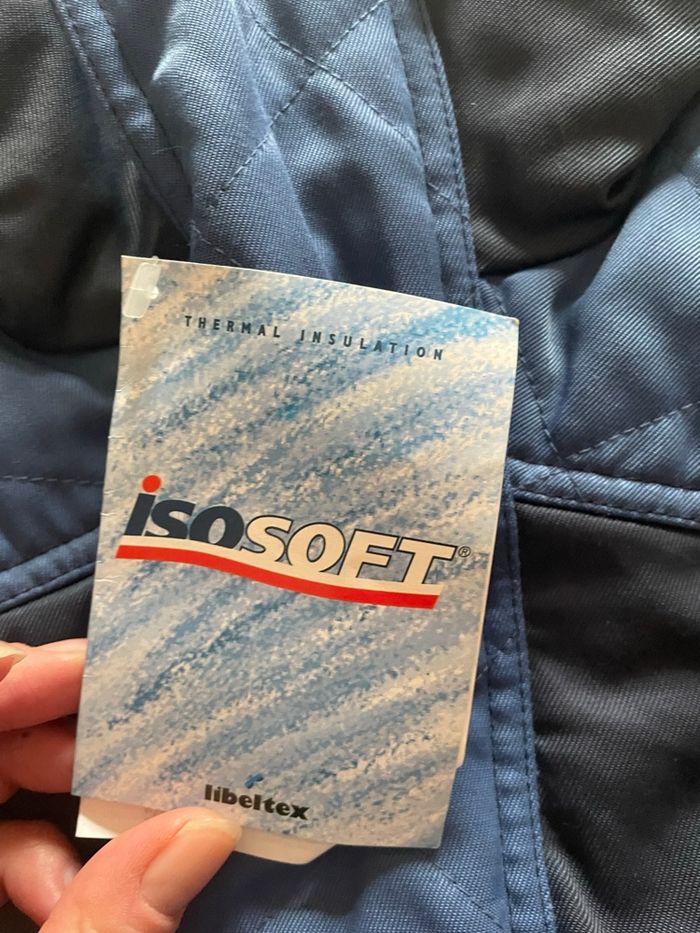 THERMAL INSULATION
isoSOFT®
libeltex